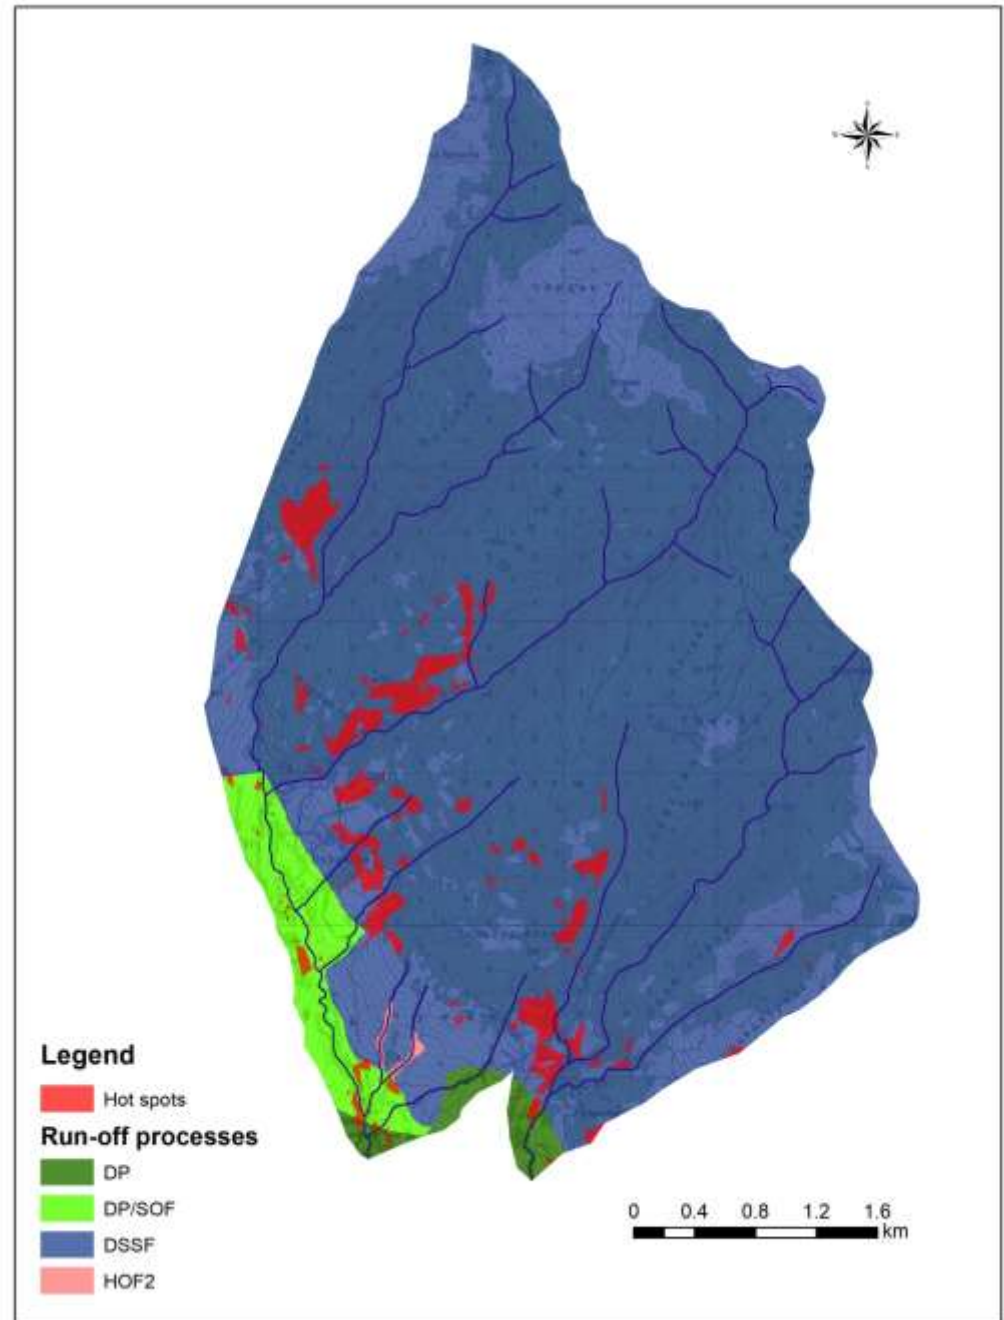 Legend
Hot spots
Run-off processes
DP
DP/SOF
DSSF
HOF2
0 0.4 0.8 1.2 1.6
km